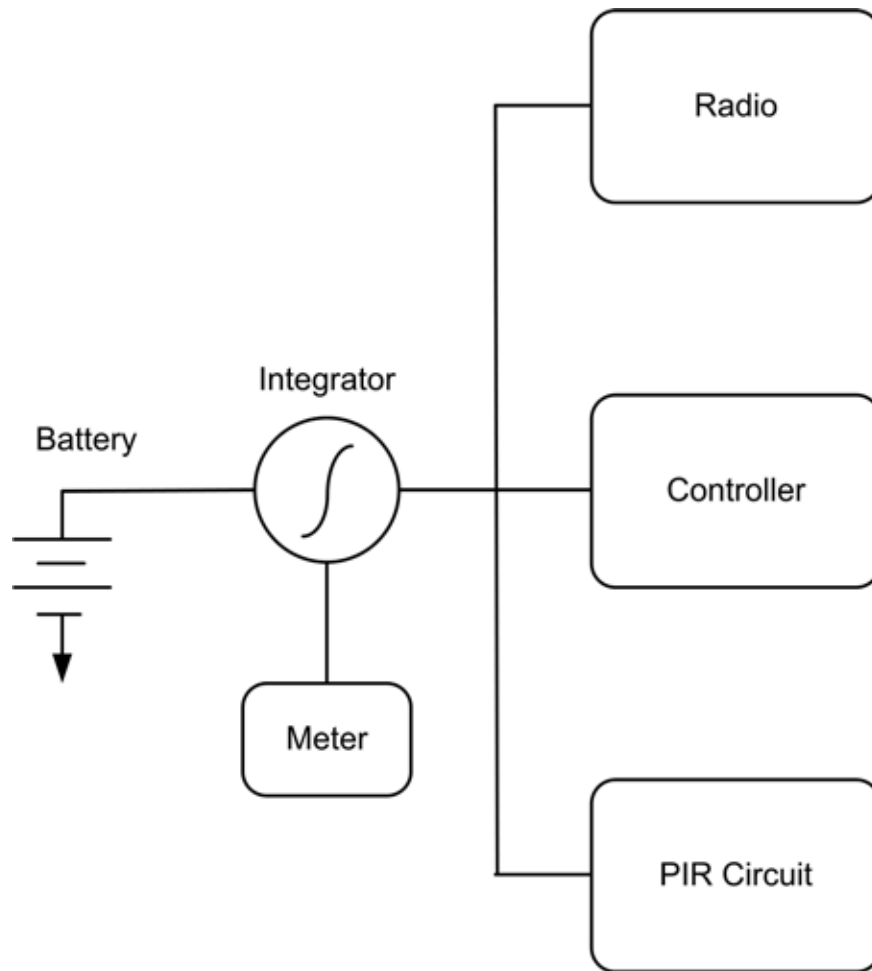 Radio
Integrator
Battery
Controller
Meter
PIR Circuit